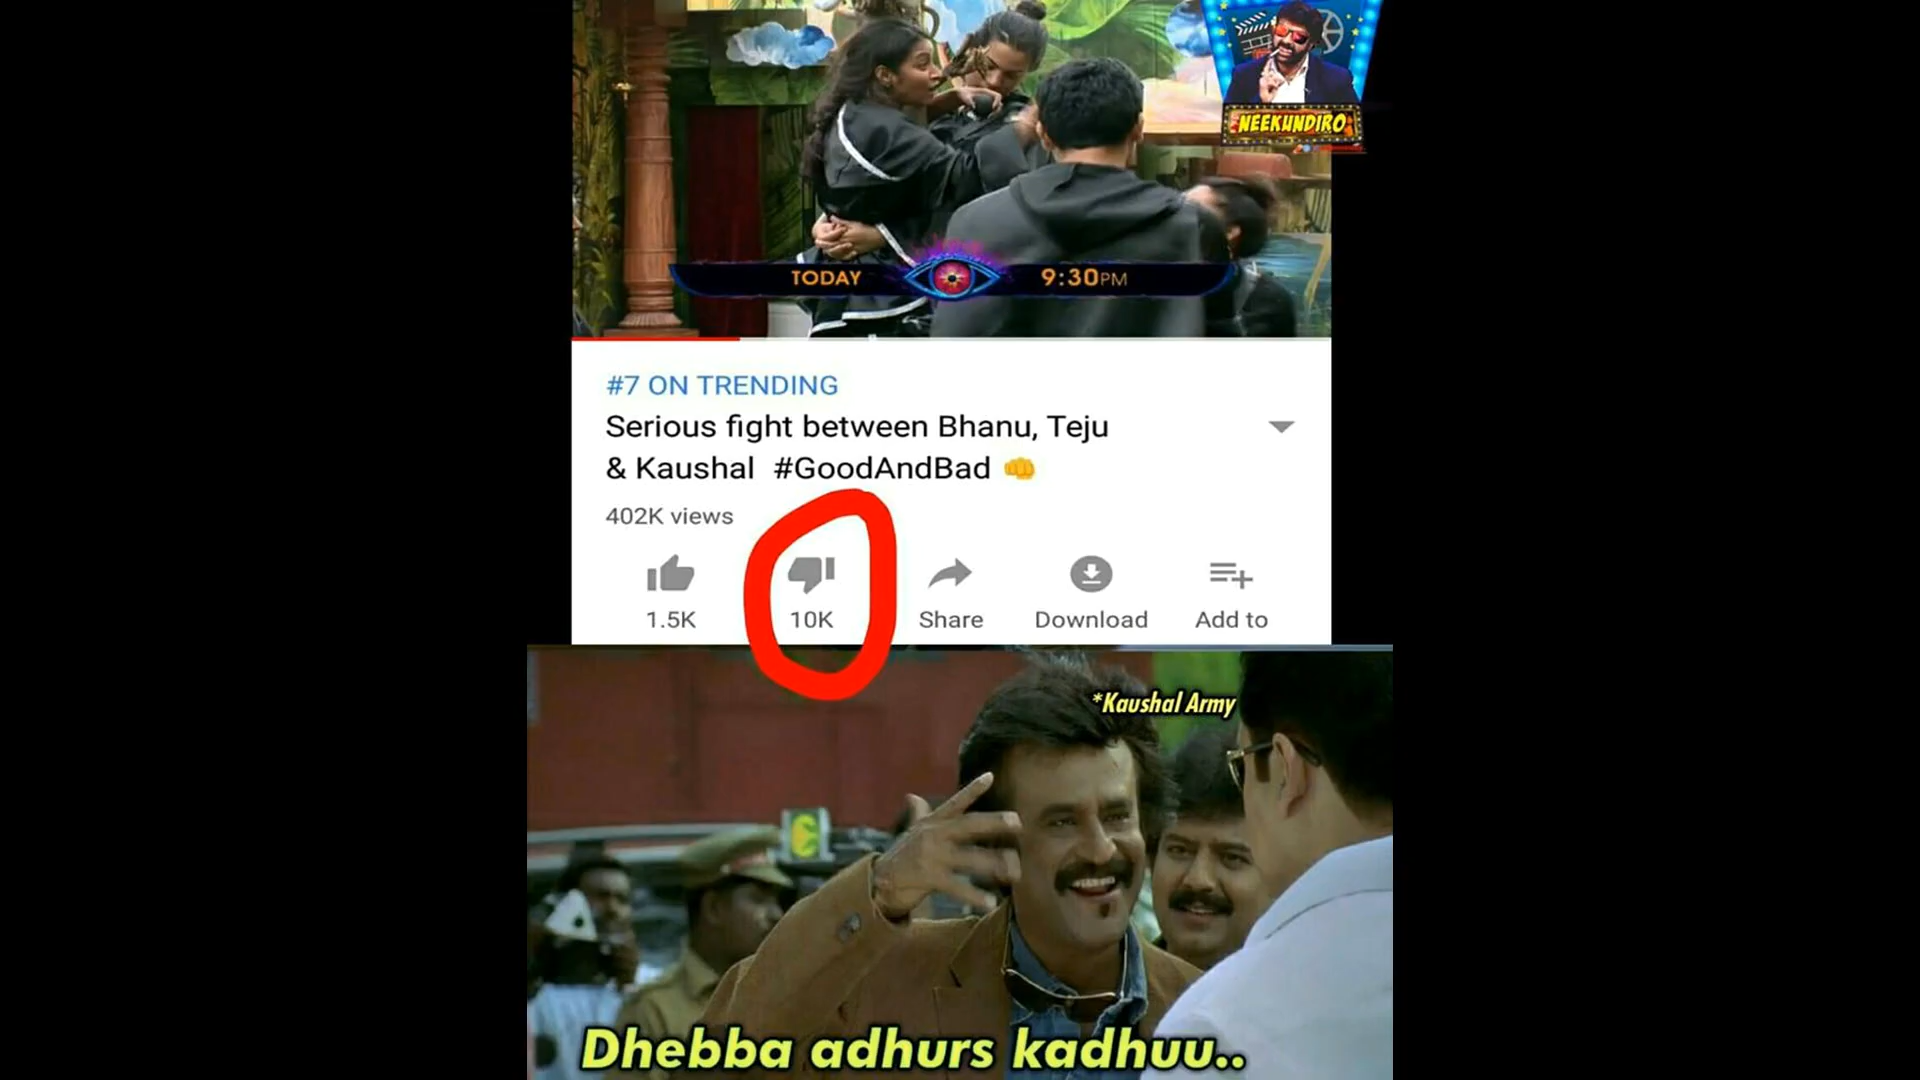 NEEKUNDIRO
TODAY 9:30PM
#7 ON TRENDING
Serious fight between Bhanu, Teju
& Kaushal #GoodAndBad 👊
402K views
1.5K 10K Share Download Add to
*Kaushal Army
Dhebba adhurs kadhuu..